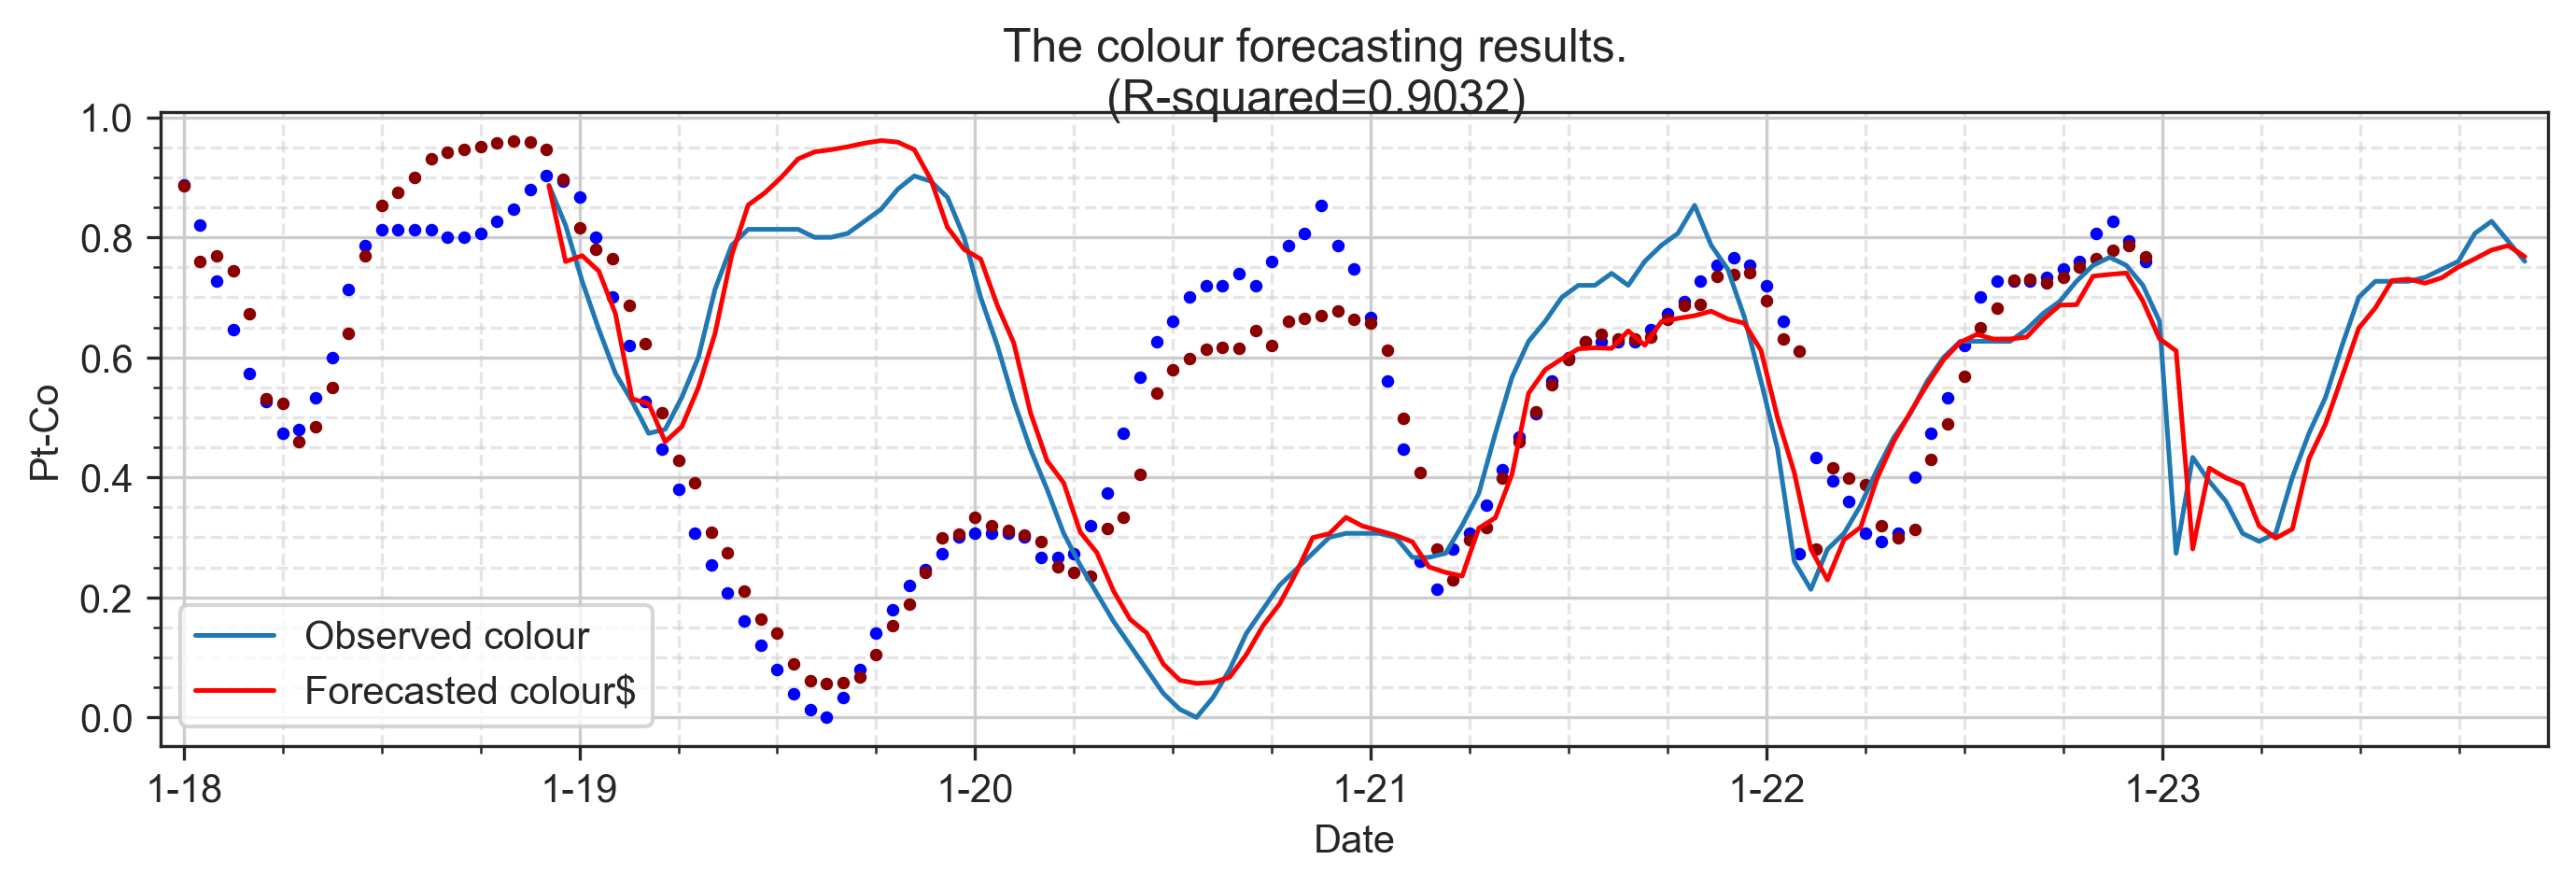 The colour forecasting results.
(R-squared=0.9032)
1.0
0.8
0.6
0.4
0.2
0.0
Pt-Co
Observed colour
Forecasted colour$
1-18
1-19
1-20
1-21
1-22
1-23
Date